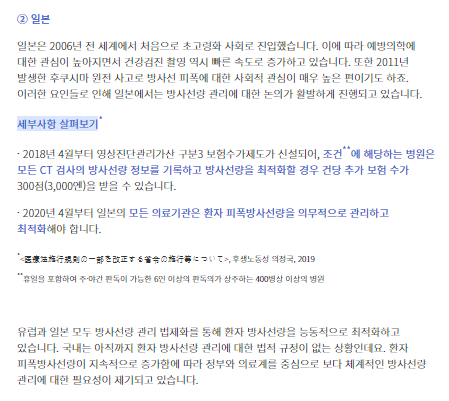 ② 일본
일본은 2006년 전 세계에서 처음으로 초고령화 사회로 진입했습니다. 이에 따라 예방의학에
대한 관심이 높아지면서 건강검진 촬영 역시 빠른 속도로 증가하고 있습니다. 또한 2011년
발생한 후쿠시마 원전 사고로 방사선 피폭에 대한 사회적 관심이 매우 높은 편이기도 하죠.
이러한 요인들로 인해 일본에서는 방사선량 관리에 대한 논의가 활발하게 진행되고 있습니다.
세부사항 살펴보기*
· 2018년 4월부터 영상진단관리가산 구분3 보험수가제도가 신설되어, 조건**에 해당하는 병원은
모든 CT 검사의 방사선량 정보를 기록하고 방사선량을 최적화할 경우 건당 추가 보험 수가
300점(3,000엔)을 받을 수 있습니다.
· 2020년 4월부터 일본의 모든 의료기관은 환자 피폭방사선량을 의무적으로 관리하고
최적화해야 합니다.
*<医療法施行規則の一部を改正する省令の施行等について>, 후생노동성 의정국, 2019
**휴일을 포함하여 주·야간 판독이 가능한 6인 이상의 판독의가 상주하는 400병상 이상의 병원
유럽과 일본 모두 방사선량 관리 법제화를 통해 환자 방사선량을 능동적으로 최적화하고
있습니다. 국내는 아직까지 환자 방사선량 관리에 대한 법적 규정이 없는 상황인데요. 환자
피폭방사선량이 지속적으로 증가함에 따라 정부와 의료계를 중심으로 보다 체계적인 방사선량
관리에 대한 필요성이 제기되고 있습니다.